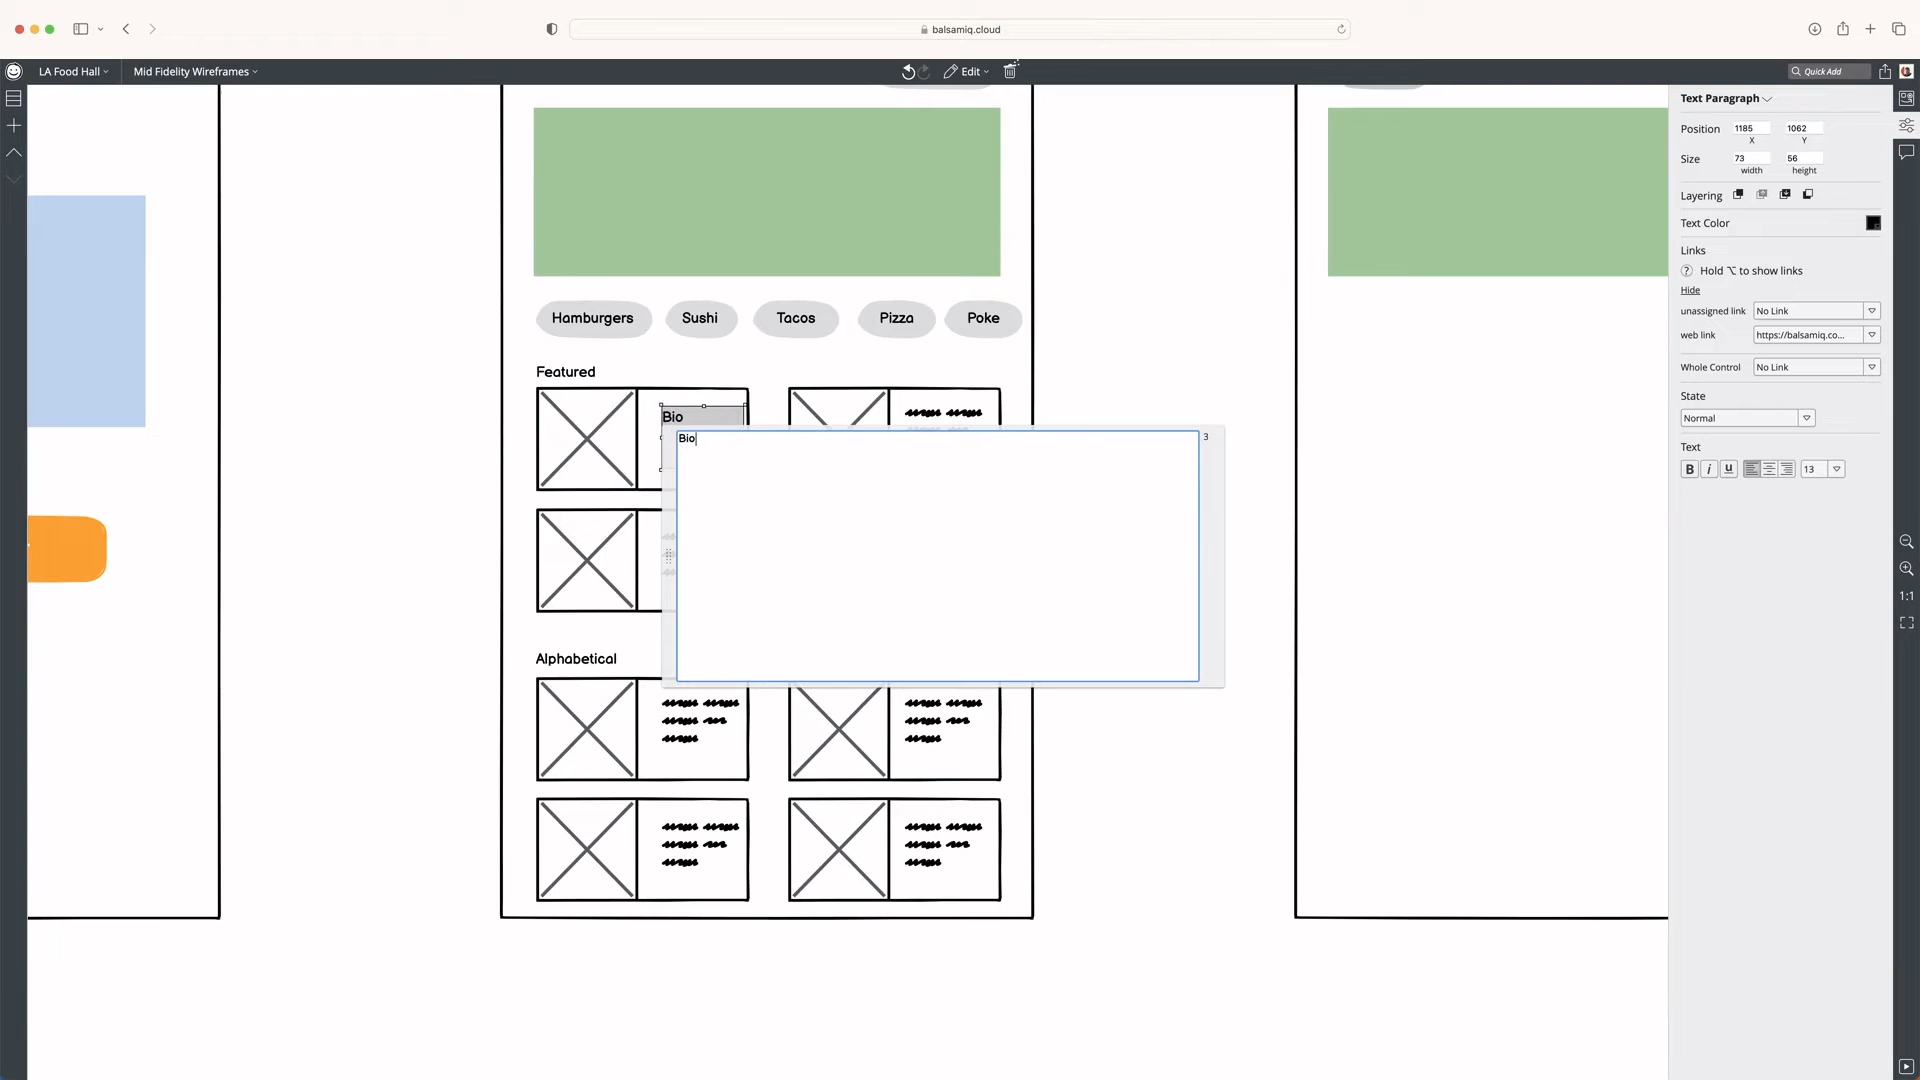 balsamiq.cloud
LA Food Hall
Mid Fidelity Wireframes
Edit
Quick Add
Text Paragraph
Position
1185
1062
X
Y
Size
73
56
width
height
Layering
Text Color
Links
? Hold ⌥ to show links
Hide
unassigned link
No Link
web link
https://balsamiq.co...
Whole Control
No Link
State
Normal
Text
B i u
13
1:1
Hamburgers
Sushi
Tacos
Pizza
Poke
Featured
Bio
Bio
3
Alphabetical